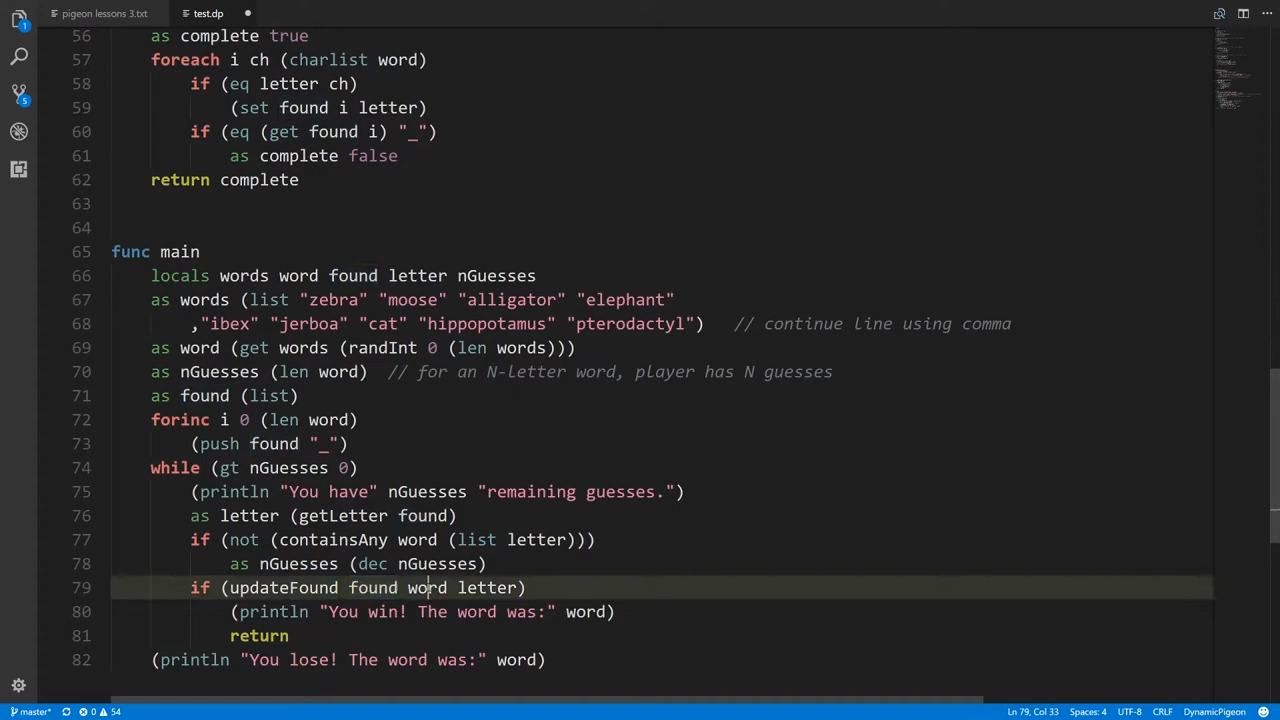 pigeon lessons 3.txt
test.dp
1
5
56 as complete true
57 foreach i ch (charlist word)
58 if (eq letter ch)
59 (set found i letter)
60 if (eq (get found i) "_")
61 as complete false
62 return complete
63
64
65 func main
66 locals words word found letter nGuesses
67 as words (list "zebra" "moose" "alligator" "elephant"
68 ,"ibex" "jerboa" "cat" "hippopotamus" "pterodactyl") // continue line using comma
69 as word (get words (randInt 0 (len words)))
70 as nGuesses (len word) // for an N-letter word, player has N guesses
71 as found (list)
72 forinc i 0 (len word)
73 (push found "_")
74 while (gt nGuesses 0)
75 (println "You have" nGuesses "remaining guesses.")
76 as letter (getLetter found)
77 if (not (containsAny word (list letter)))
78 as nGuesses (dec nGuesses)
79 if (updateFound found word letter)
80 (println "You win! The word was:" word)
81 return
82 (println "You lose! The word was:" word)
master* 0 54 Ln 79, Col 33 Spaces: 4 UTF-8 CRLF DynamicPigeon